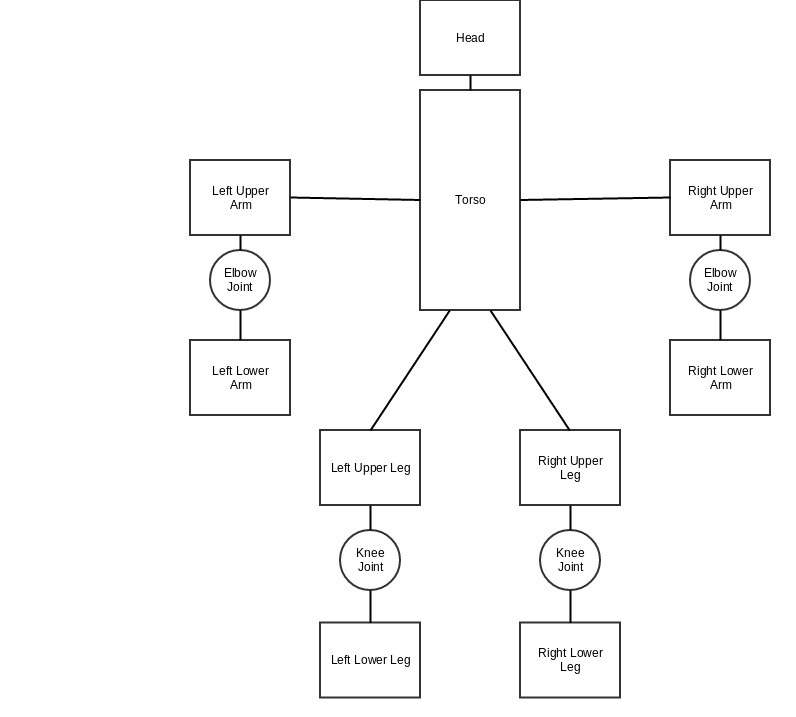 Head
Torso
Left Upper
Arm
Right Upper
Arm
Elbow
Joint
Elbow
Joint
Left Lower
Arm
Right Lower
Arm
Left Upper Leg
Right Upper
Leg
Knee
Joint
Knee
Joint
Left Lower Leg
Right Lower
Leg